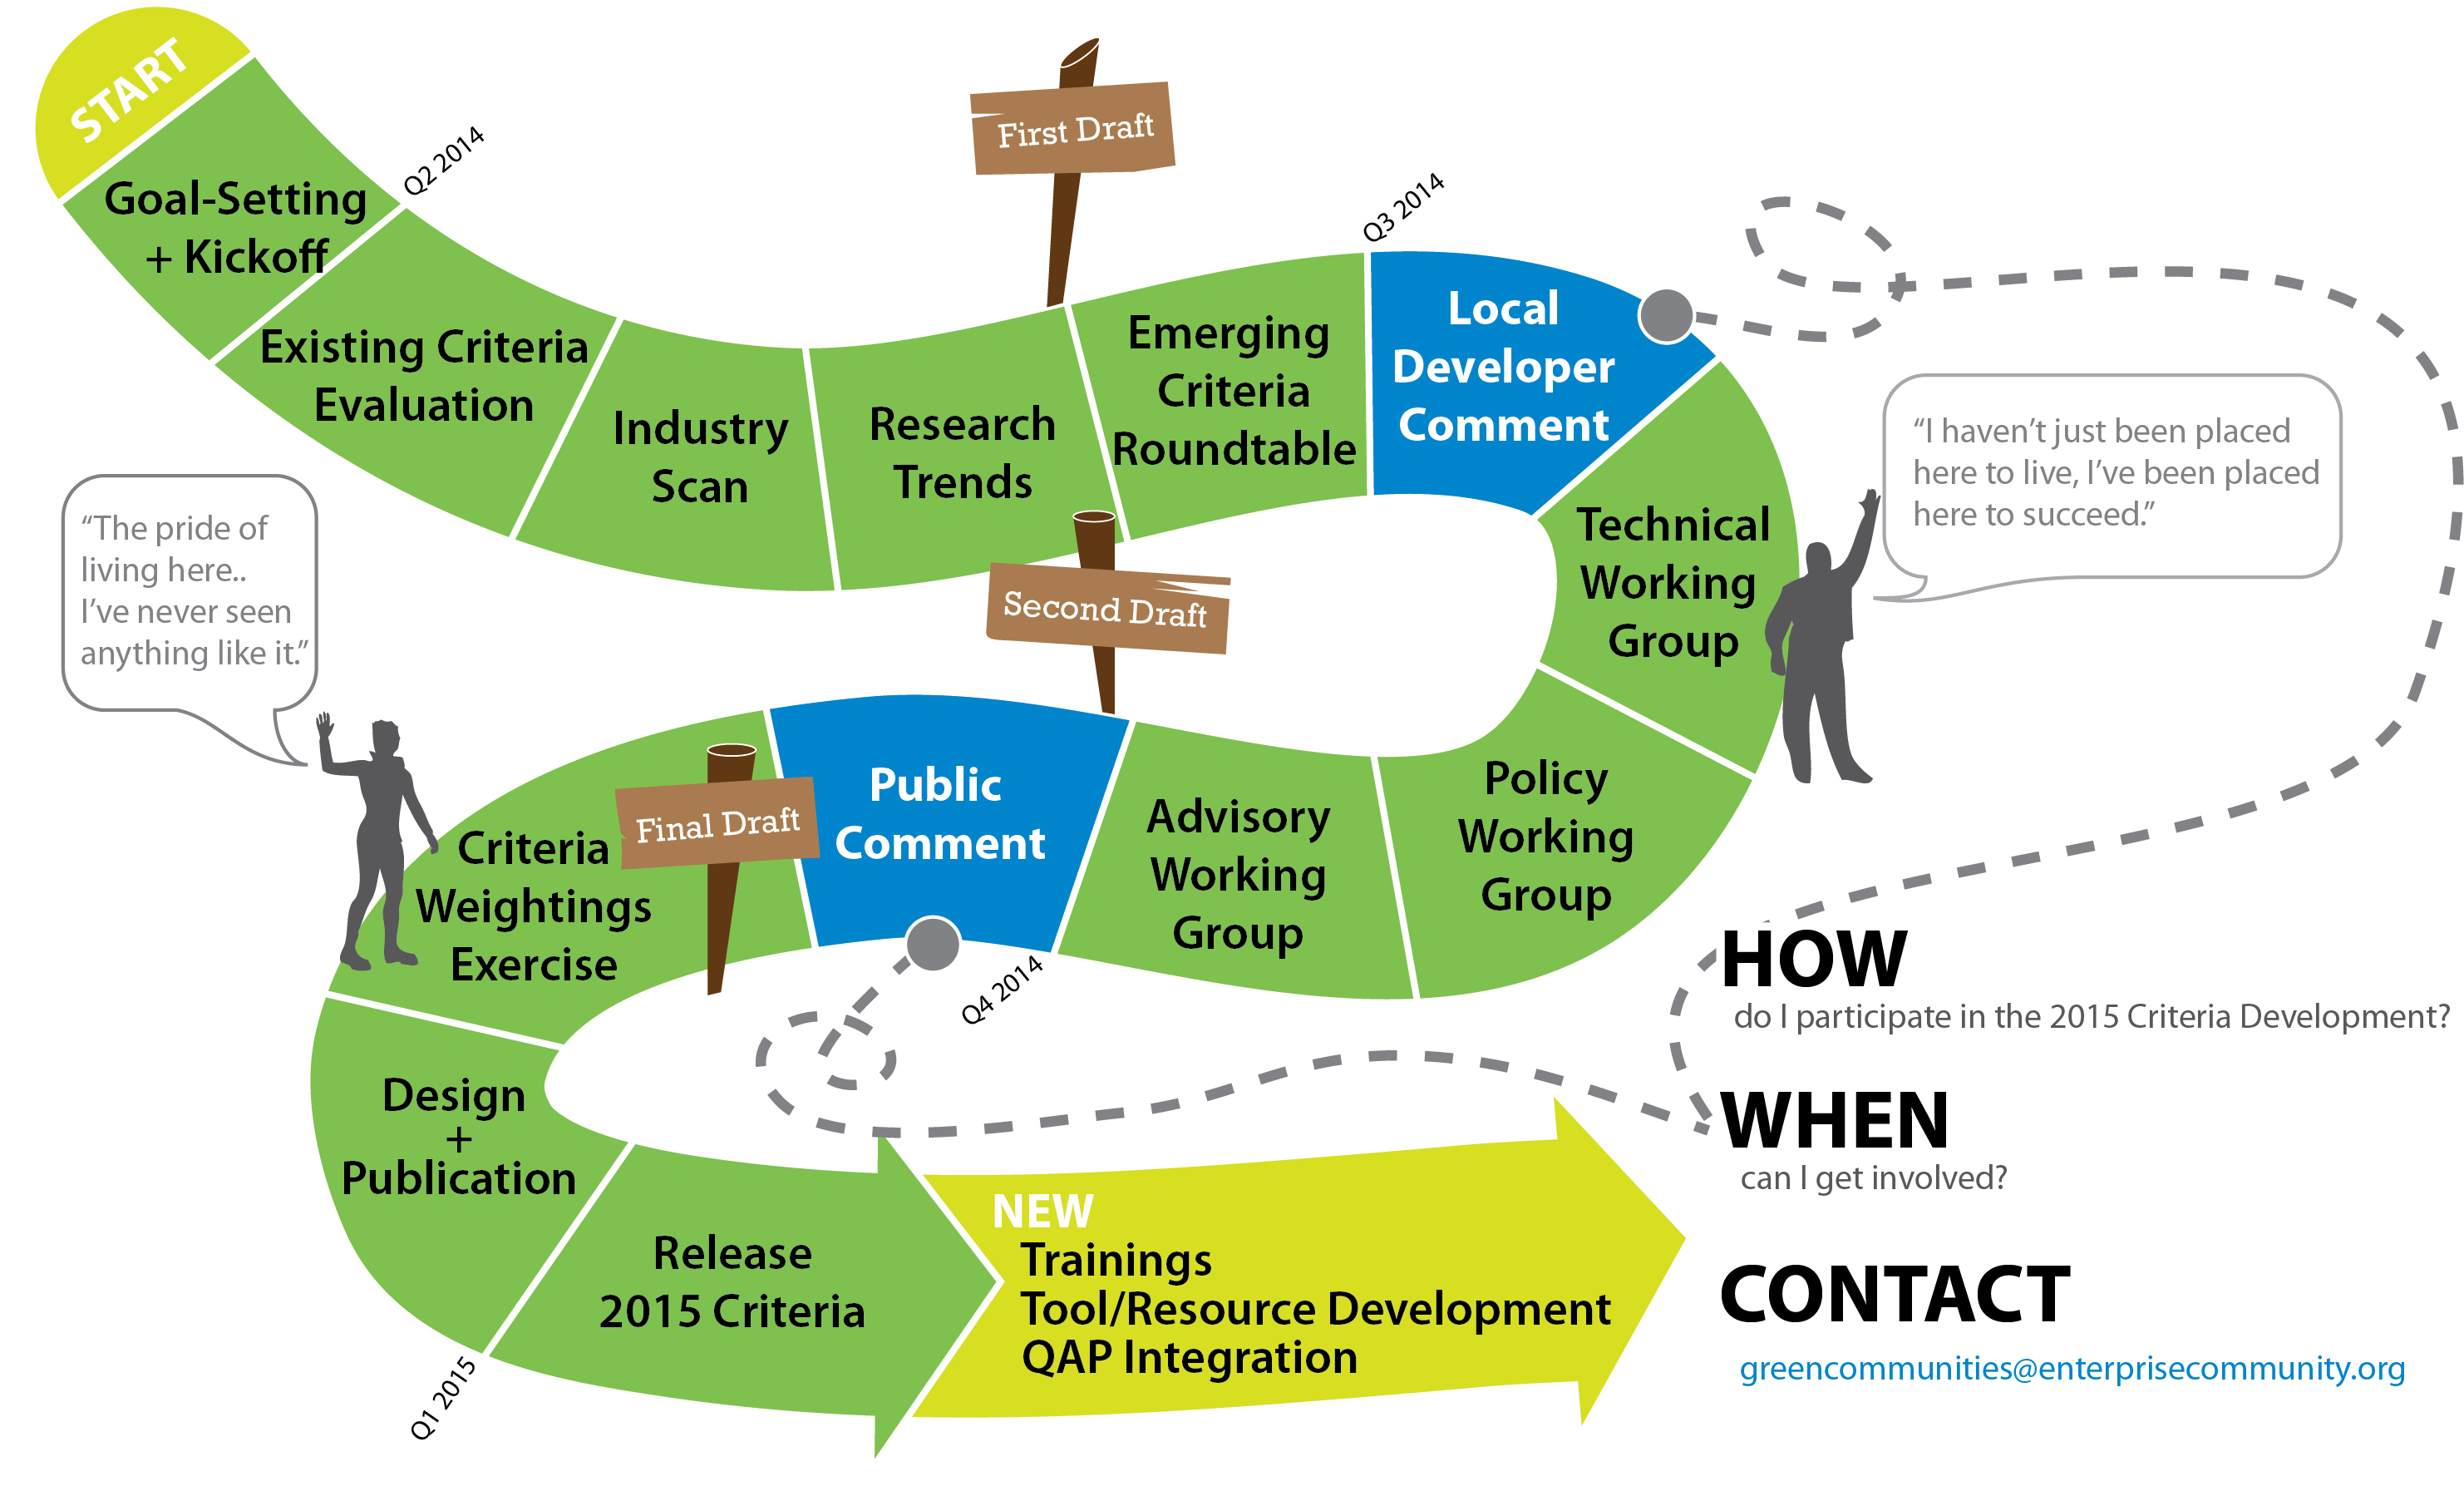 START
Goal-Setting
+ Kickoff
Q2 2014
Existing Criteria
Evaluation
Industry
Scan
Research
Trends
First Draft
Emerging
Criteria
Roundtable
Q3 2014
Local
Developer
Comment
Technical
Working
Group
“I haven’t just been placed
here to live, I’ve been placed
here to succeed.”
Policy
Working
Group
Advisory
Working
Group
Second Draft
Q4 2014
Public
Comment
Final Draft
Criteria
Weightings
Exercise
“The pride of
living here..
I’ve never seen
anything like it.”
Design
+
Publication
Q1 2015
Release
2015 Criteria
NEW
Trainings
Tool/Resource Development
QAP Integration
HOW
do I participate in the 2015 Criteria Development?
WHEN
can I get involved?
CONTACT
greencommunities@enterprisecommunity.org